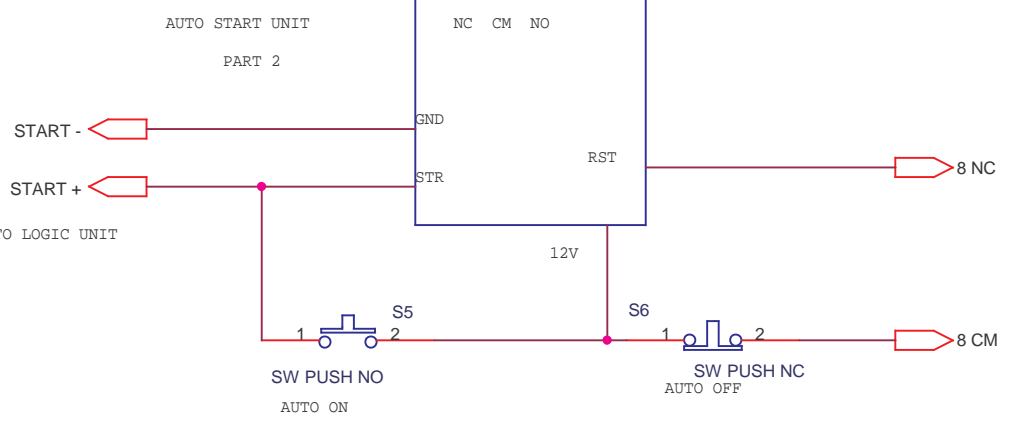 AUTO START UNIT
NC CM NO
PART 2
GND
START -
RST
8 NC
STR
START +
TO LOGIC UNIT
12V
S5
S6
1
2
1
2
8 CM
SW PUSH NO
SW PUSH NC
AUTO OFF
AUTO ON